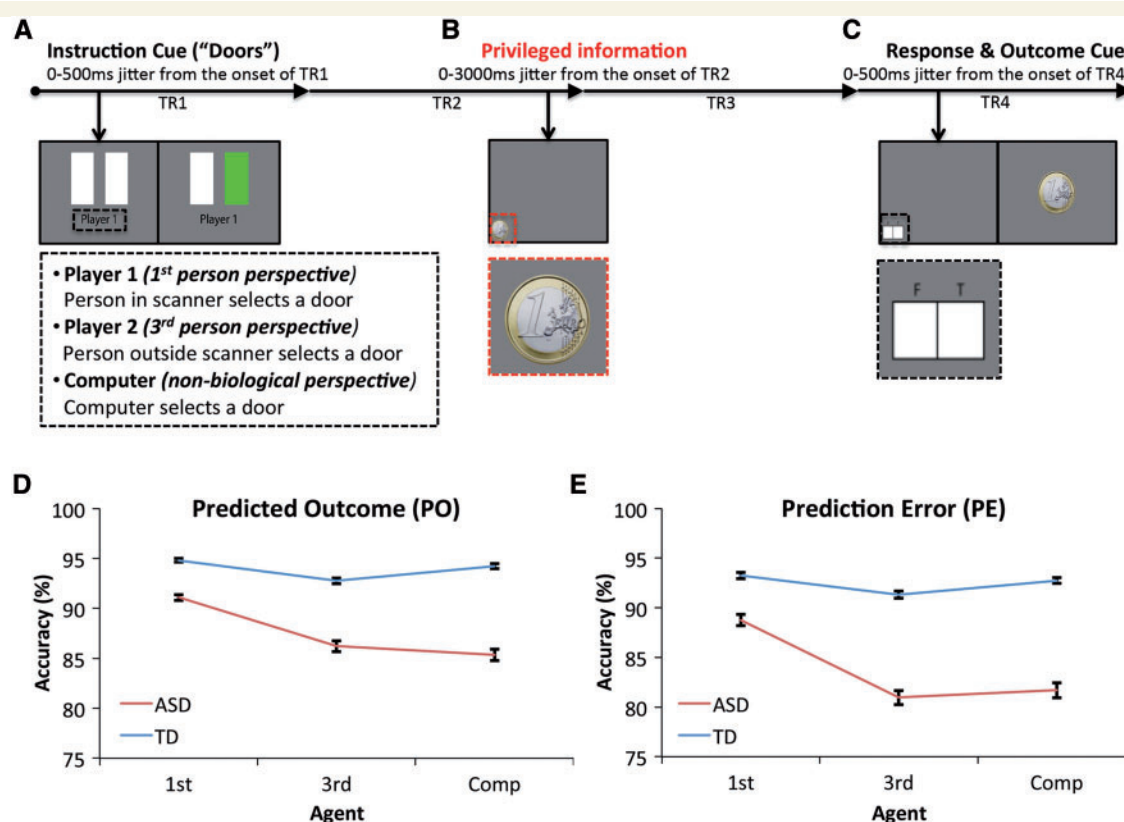 A
Instruction Cue (“Doors”)
0-500ms jitter from the onset of TR1
TR1
Player 1
Player 1
• Player 1 (1st person perspective)
Person in scanner selects a door
• Player 2 (3rd person perspective)
Person outside scanner selects a door
• Computer (non-biological perspective)
Computer selects a door
B
Privileged information
0-3000ms jitter from the onset of TR2
TR2
TR3
1
C
Response & Outcome Cue
0-500ms jitter from the onset of TR4
TR4
1
F T
D
Predicted Outcome (PO)
100
95
90
85
80
75
Accuracy (%)
ASD
TD
1st 3rd Comp
Agent
E
Prediction Error (PE)
100
95
90
85
80
75
Accuracy (%)
ASD
TD
1st 3rd Comp
Agent